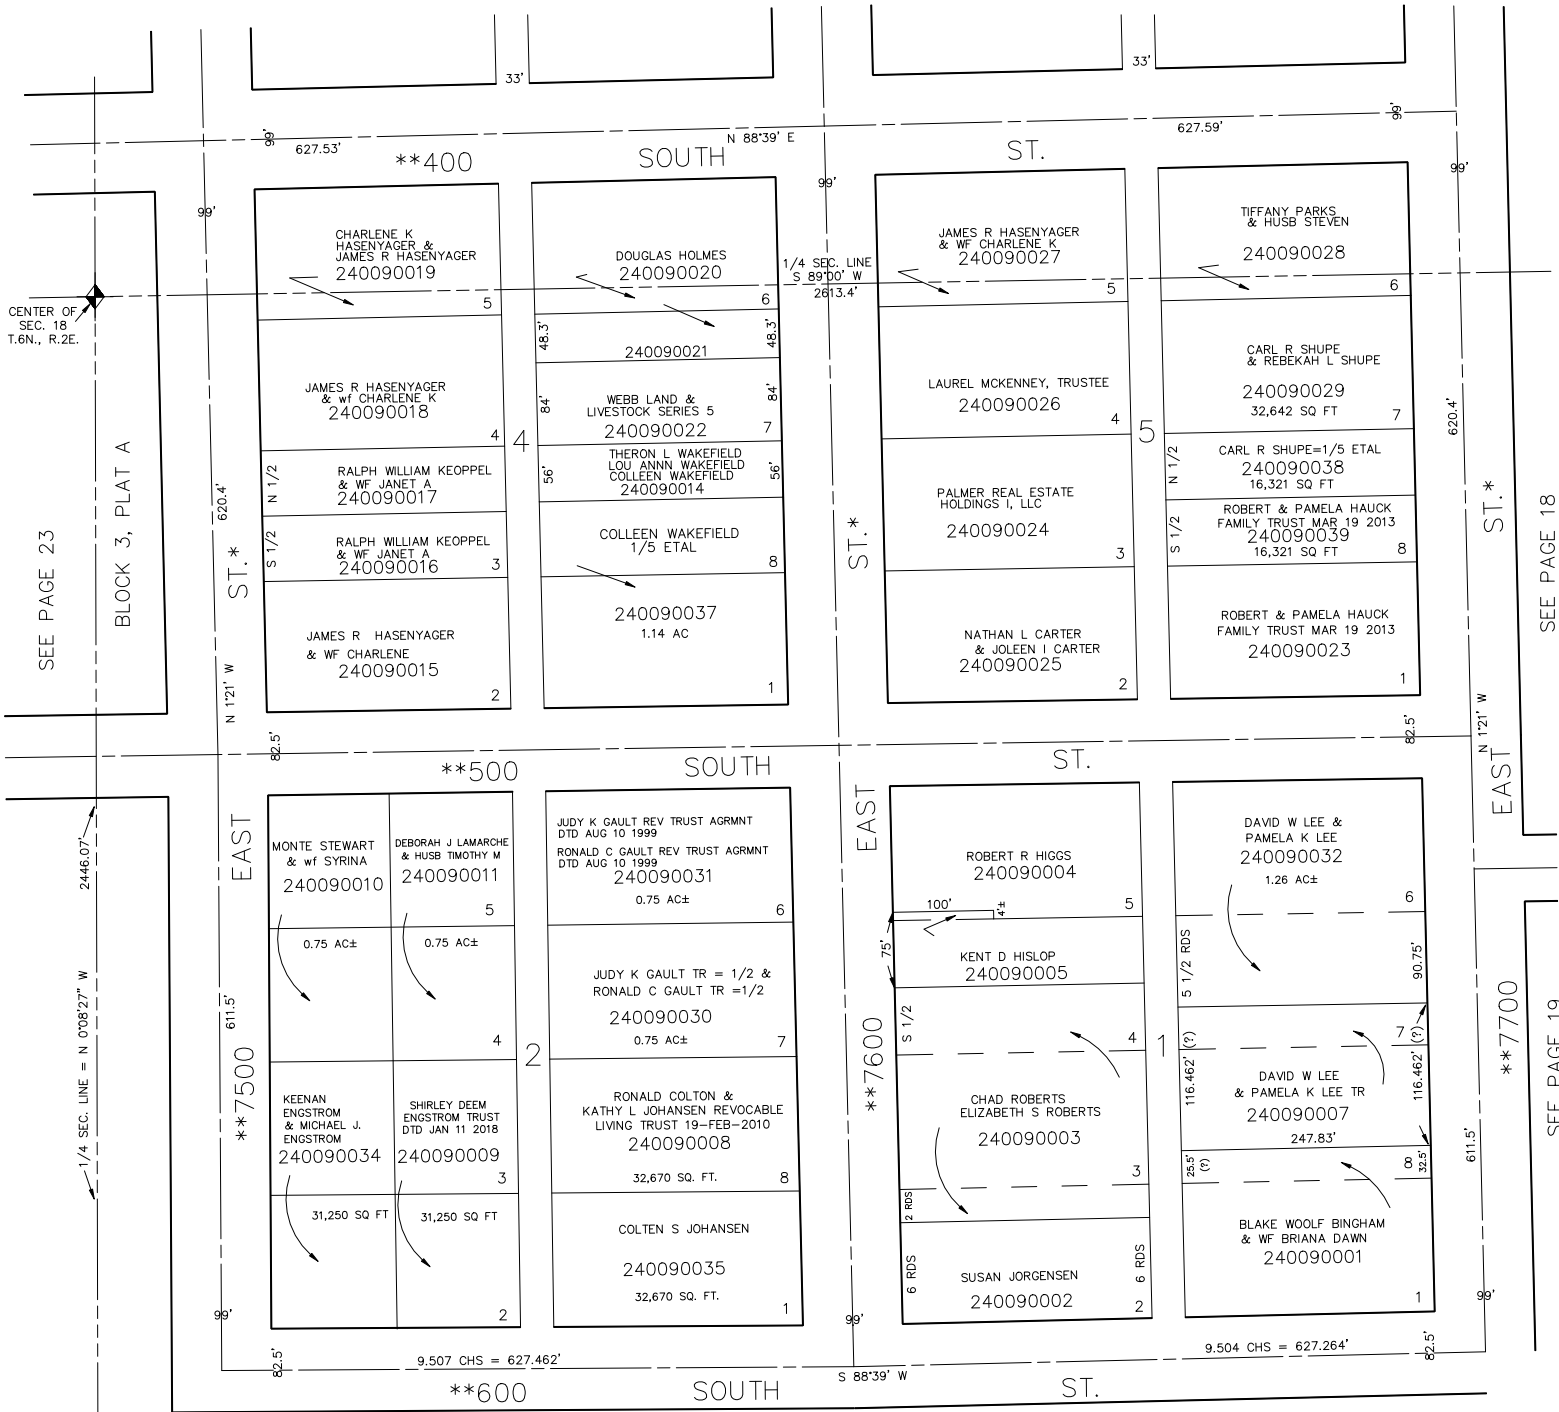 33'
33'
99'
627.53'
**400
SOUTH
N 88°39' E
ST.
627.59'
99'
99'
99'
99'
CHARLENE K
HASENYAGER &
JAMES R HASENYAGER
240090019
5
DOUGLAS HOLMES
240090020
6
1/4 SEC. LINE
S 89°00' W
2613.4'
JAMES R HASENYAGER
& WF CHARLENE K
240090027
5
TIFFANY PARKS
& HUSB STEVEN
240090028
6
CENTER OF
SEC. 18
T.6N., R.2E.
48.3'
240090021
48.3'
JAMES R HASENYAGER
& wf CHARLENE K
240090018
4
84'
WEBB LAND &
LIVESTOCK SERIES 5
240090022
84'
7
LAUREL MCKENNEY, TRUSTEE
240090026
4
CARL R SHUPE
& REBEKAH L SHUPE
240090029
32,642 SQ FT
7
4
5
N 1/2
RALPH WILLIAM KEOPPEL
& WF JANET A
240090017
56'
THERON L WAKEFIELD
LOU ANNN WAKEFIELD
COLLEEN WAKEFIELD
240090014
56'
N 1/2
CARL R SHUPE=1/5 ETAL
240090038
16,321 SQ FT
S 1/2
RALPH WILLIAM KEOPPEL
& WF JANET A
240090016
3
COLLEEN WAKEFIELD
1/5 ETAL
8
PALMER REAL ESTATE
HOLDINGS I, LLC
240090024
3
S 1/2
ROBERT & PAMELA HAUCK
FAMILY TRUST MAR 19 2013
240090039
16,321 SQ FT
8
JAMES R HASENYAGER
& WF CHARLENE
240090015
2
240090037
1.14 AC
1
NATHAN L CARTER
& JOLEEN I CARTER
240090025
2
ROBERT & PAMELA HAUCK
FAMILY TRUST MAR 19 2013
240090023
1
SEE PAGE 23
BLOCK 3, PLAT A
620.4'
ST.*
N 1°21' W
ST.*
620.4'
ST.*
N 1°21' W
SEE PAGE 18
82.5'
82.5'
**500
SOUTH
ST.
EAST
EAST
EAST
MONTE STEWART
& wf SYRINA
240090010
0.75 AC±
DEBORAH J LAMARCHE
& HUSB TIMOTHY M
240090011
5
0.75 AC±
4
JUDY K GAULT REV TRUST AGRMNT
DTD AUG 10 1999
RONALD C GAULT REV TRUST AGRMNT
DTD AUG 10 1999
240090031
0.75 AC±
6
ROBERT R HIGGS
240090004
5
100'
4'±
75'
DAVID W LEE &
PAMELA K LEE
240090032
1.26 AC±
6
2446.07'
1/4 SEC. LINE = N 0°08'27" W
611.5'
**7500
2
JUDY K GAULT TR = 1/2 &
RONALD C GAULT TR =1/2
240090030
0.75 AC±
7
KENT D HISLOP
240090005
S 1/2
4
1
5 1/2 RDS
90.75'
7
116.462' (?)
116.462' (?)
**7600
**7700
SEE PAGE 19
KEENAN
ENGSTROM
& MICHAEL J.
ENGSTROM
240090034
31,250 SQ FT
SHIRLEY DEEM
ENGSTROM TRUST
DTD JAN 11 2018
240090009
3
31,250 SQ FT
2
RONALD COLTON &
KATHY L JOHANSEN REVOCABLE
LIVING TRUST 19-FEB-2010
240090008
32,670 SQ. FT.
8
CHAD ROBERTS
ELIZABETH S ROBERTS
240090003
3
2 RDS
DAVID W LEE
& PAMELA K LEE TR
240090007
247.83'
25.5'
(?)
8
32.5'
611.5'
COLTEN S JOHANSEN
240090035
32,670 SQ. FT.
1
6 RDS
SUSAN JORGENSEN
240090002
6 RDS
2
BLAKE WOOLF BINGHAM
& WF BRIANA DAWN
240090001
1
99'
99'
99'
82.5'
9.507 CHS = 627.462'
S 88°39' W
9.504 CHS = 627.264'
82.5'
**600
SOUTH
ST.